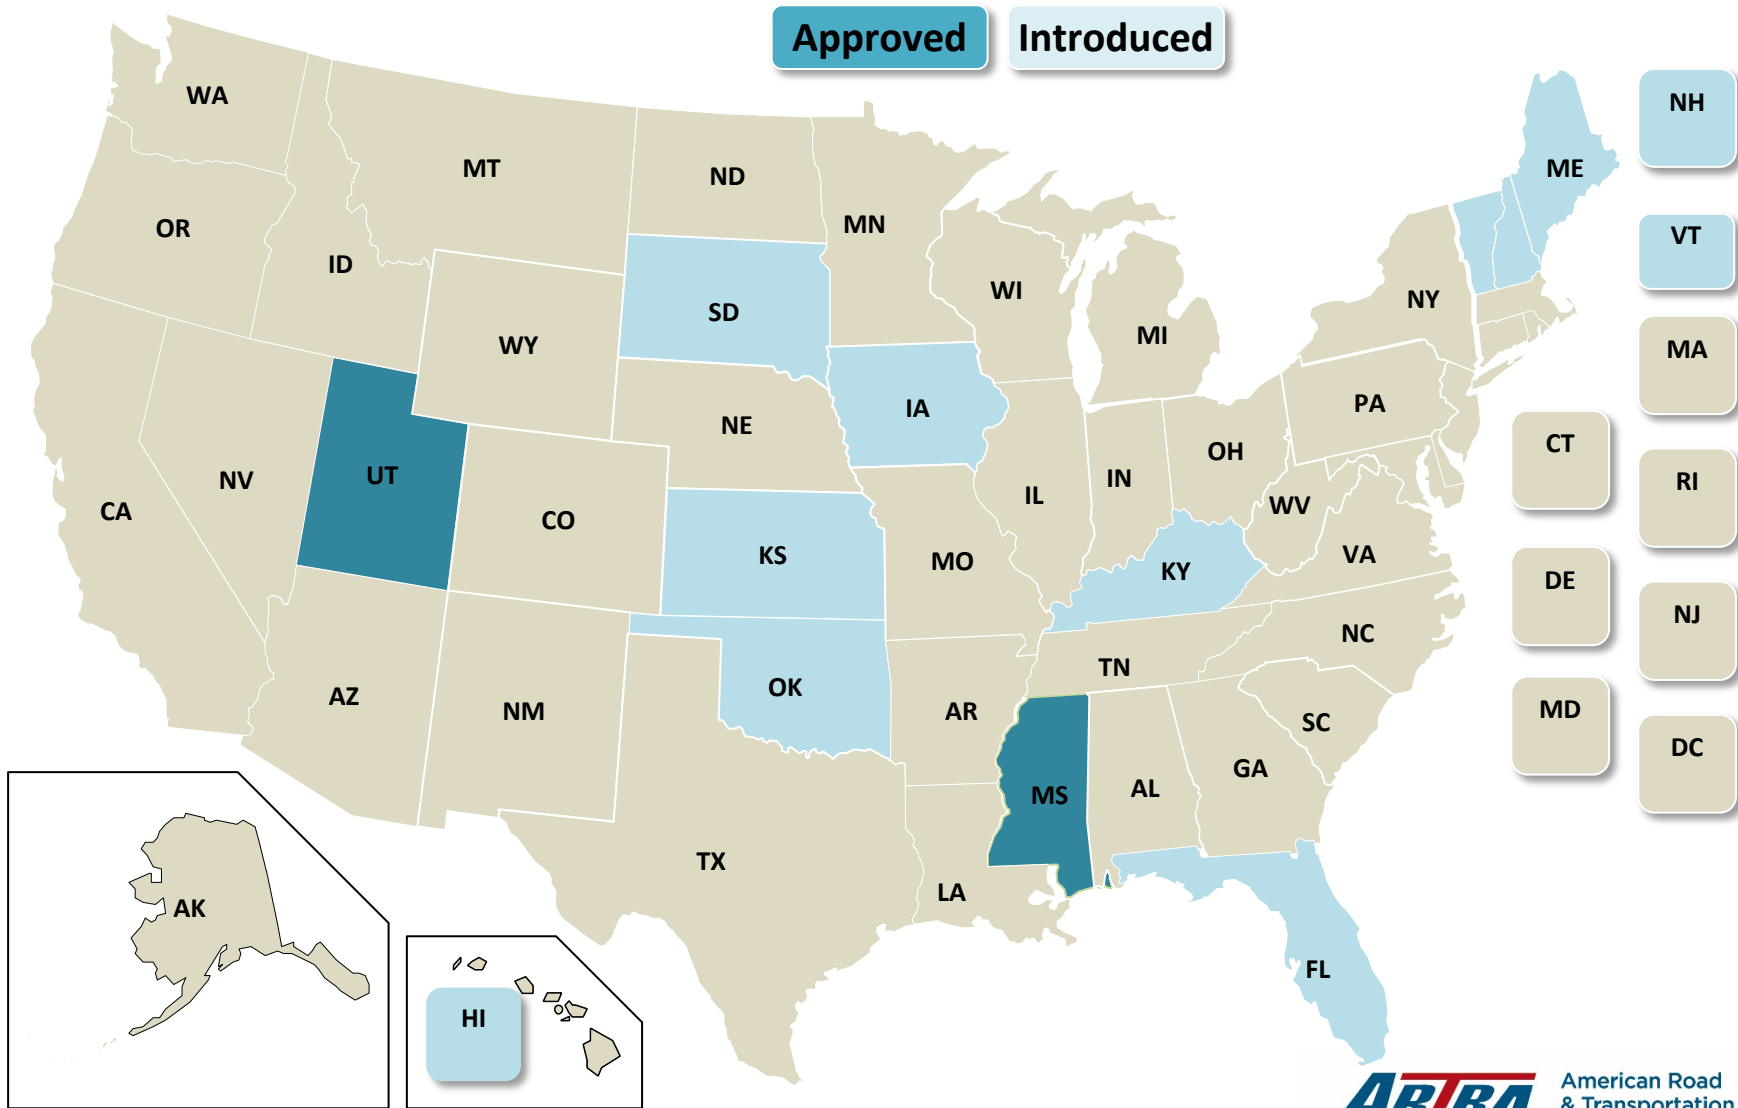 Approved Introduced
WA
MT
ND
MN
OR
ID
SD
WI
WY
MI
NY
ME
NH
VT
MA
IA
NE
PA
OH
IN
IL
CT
RI
NV
UT
CO
CA
KS
MO
WV
VA
KY
DE
NJ
NC
TN
AZ
NM
OK
AR
SC
MD
DC
GA
AL
MS
TX
LA
FL
AK
HI
ARTBA American Road
& Transportation